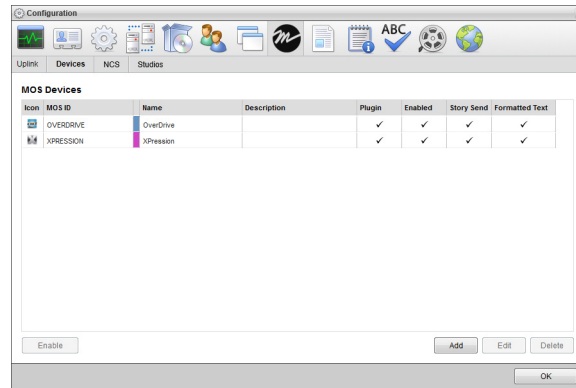 Configuration
ABC
Uplink Devices NCS Studios
MOS Devices
Icon MOS ID Name Description Plugin Enabled Story Send Formatted Text
OVERDRIVE OverDrive ✓ ✓ ✓ ✓
XPRESSION XPression ✓ ✓ ✓ ✓
Enable Add Edit Delete
OK